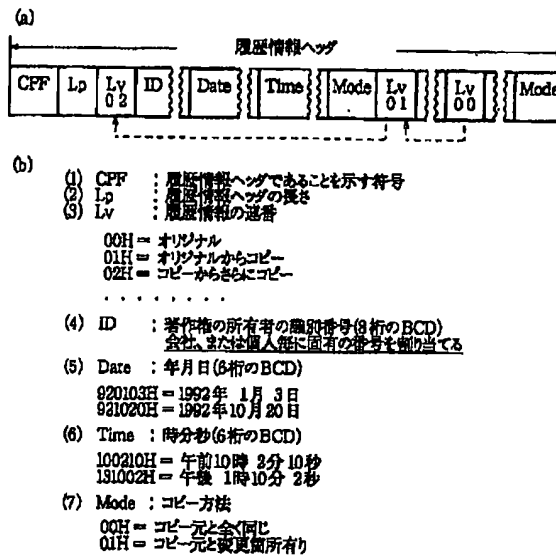 (a)
履歴情報ヘッダ
CPF Lp Lv 02 ID Date Time Mode Lv 01 Lv 00 Mode
(b)
(1) CPF : 履歴情報ヘッダであることを示す符号
(2) Lp : 履歴情報ヘッダの長さ
(3) Lv : 履歴情報の連番
00H = オリジナル
01H = オリジナルからコピー
02H = コピーからさらにコピー
. . . . . . . .
(4) ID : 著作権の所有者の識別番号(8桁のBCD)
会社、または個人毎に固有の番号を割り当てる
(5) Date : 年月日(6桁のBCD)
920103H = 1992年 1月 3日
921020H = 1992年10月20日
(6) Time : 時分秒(6桁のBCD)
100210H = 午前10時 2分10秒
131002H = 午後 1時10分 2秒
(7) Mode : コピー方法
00H = コピー元と全く同じ
01H = コピー元と変更箇所有り